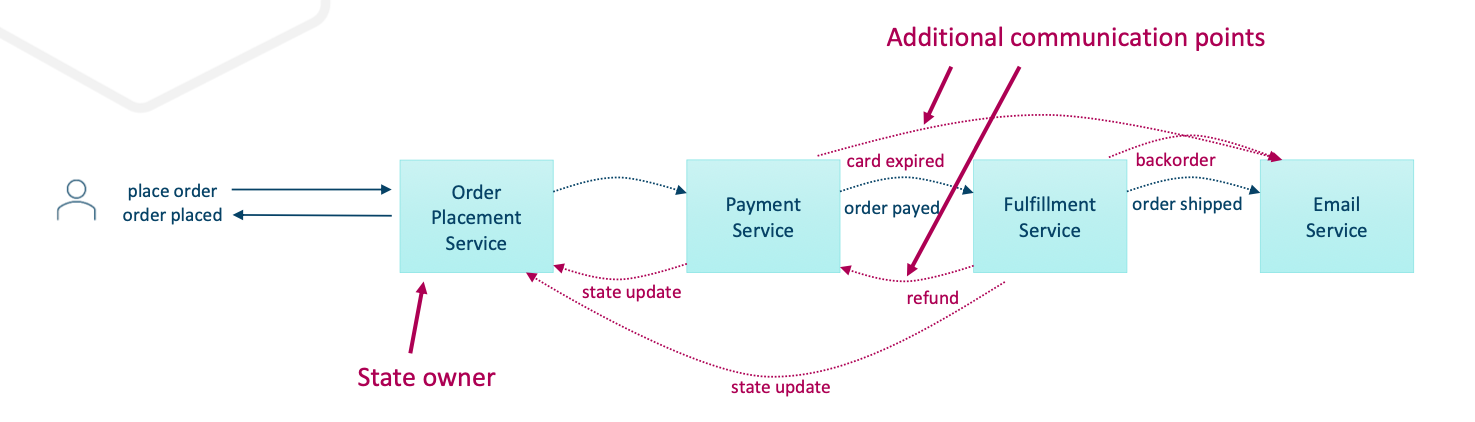 Additional communication points
card expired
backorder
place order
order placed
Order
Placement
Service
Payment
Service
order payed
Fulfillment
Service
order shipped
Email
Service
state update
refund
State owner
state update